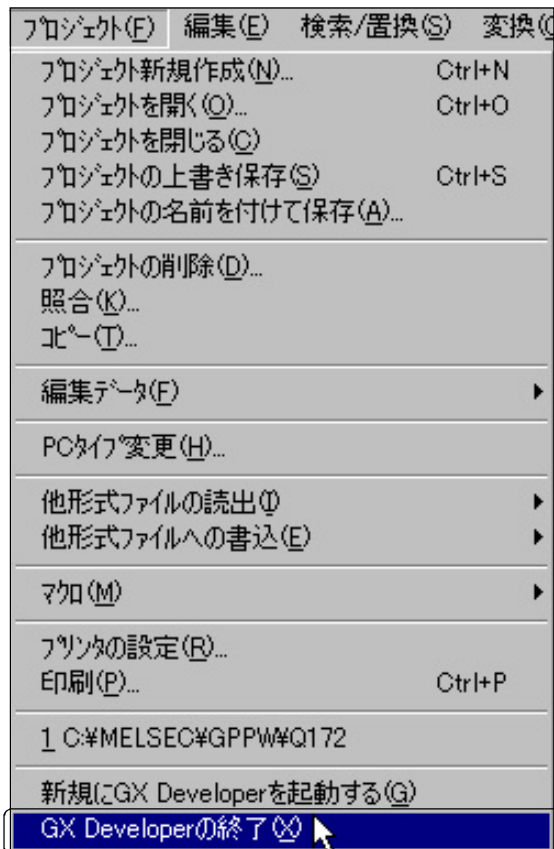 ﾌﾟﾛｼﾞｪｸﾄ(F) 編集(E) 検索/置換(S) 変換(C
ﾌﾟﾛｼﾞｪｸﾄ新規作成(N)... Ctrl+N
ﾌﾟﾛｼﾞｪｸﾄを開く(O)... Ctrl+O
ﾌﾟﾛｼﾞｪｸﾄを閉じる(C)
ﾌﾟﾛｼﾞｪｸﾄの上書き保存(S) Ctrl+S
ﾌﾟﾛｼﾞｪｸﾄの名前を付けて保存(A)...
ﾌﾟﾛｼﾞｪｸﾄの削除(D)...
照合(K)...
ｺﾋﾟｰ(T)...
編集ﾃﾞｰﾀ(F)
PCﾀｲﾌﾟ変更(H)...
他形式ﾌｧｲﾙの読出(I)
他形式ﾌｧｲﾙへの書込(E)
ﾏｸﾛ(M)
ﾌﾟﾘﾝﾀの設定(R)...
印刷(P)... Ctrl+P
1 C:¥MELSEC¥GPPW¥Q172
新規にGX Developerを起動する(G)
GX Developerの終了(X)